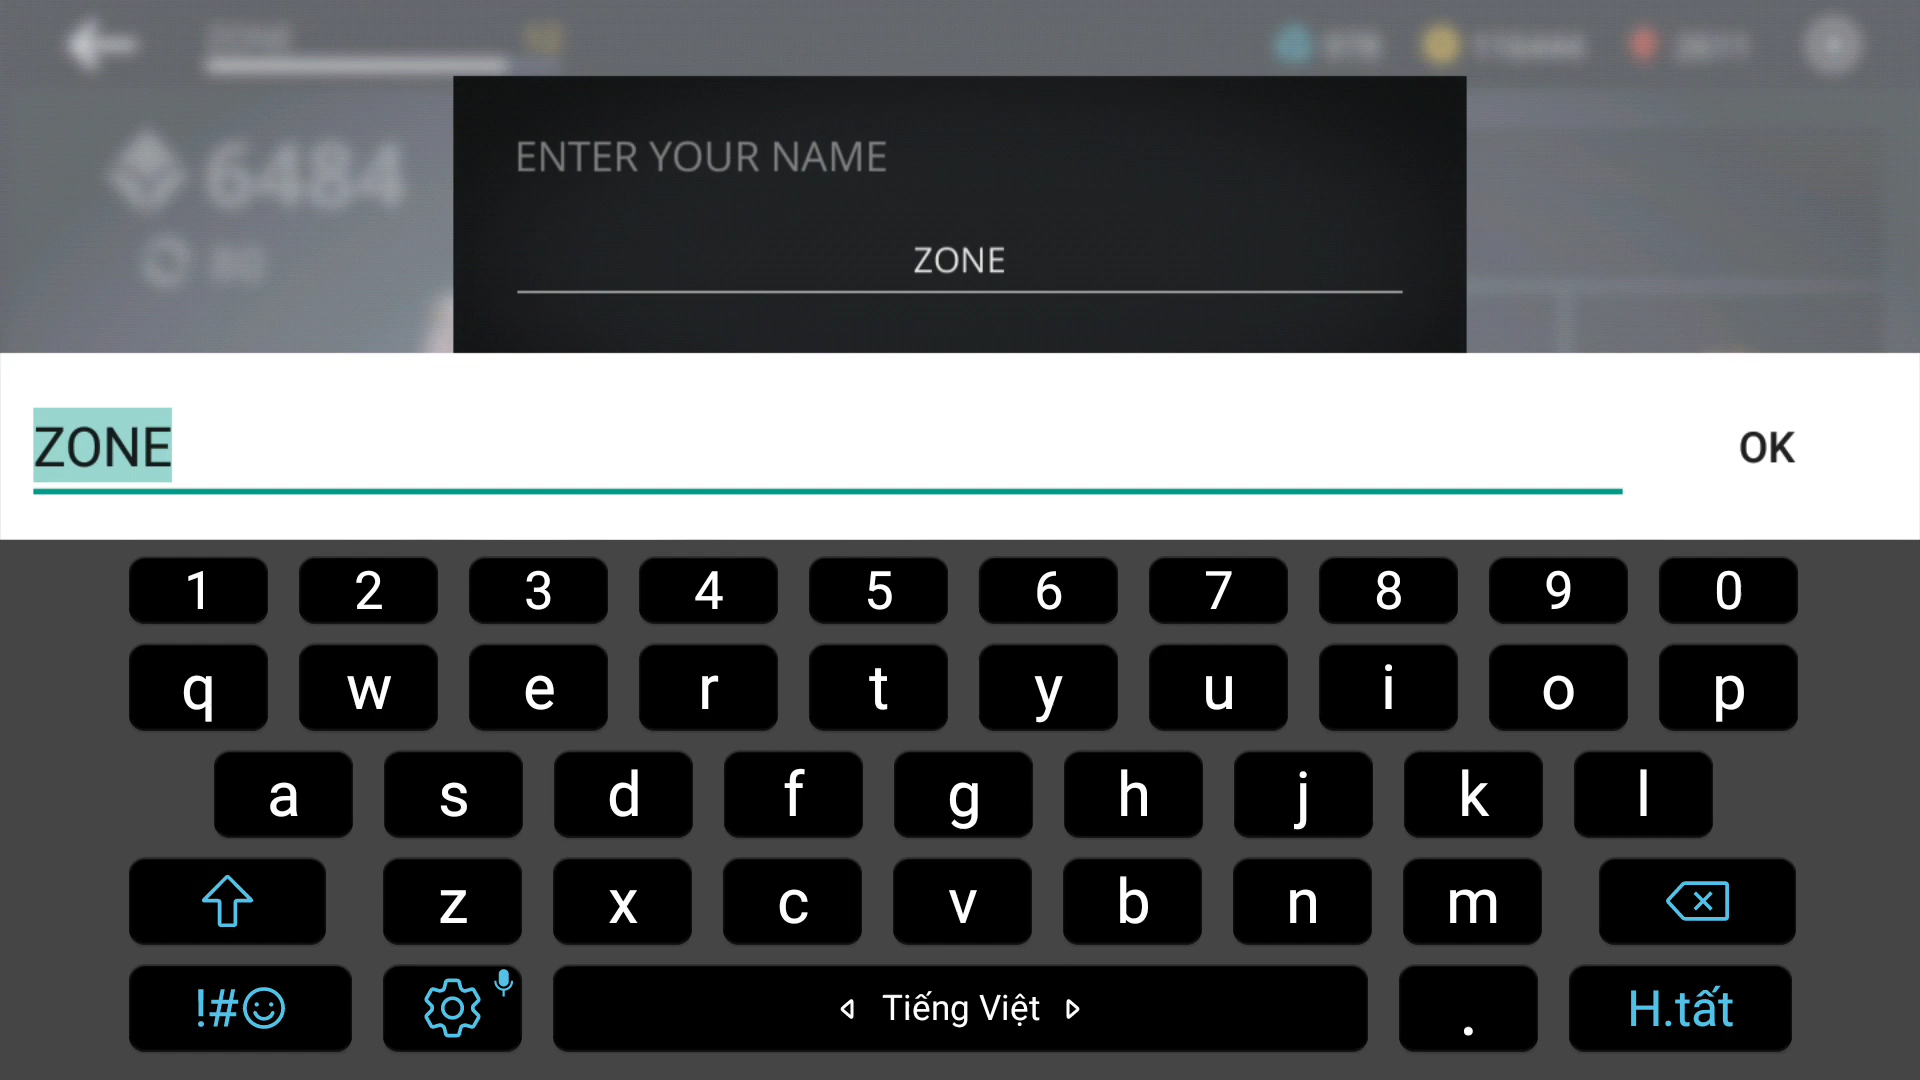 6484
80
ENTER YOUR NAME
ZONE
ZONE
OK
1 2 3 4 5 6 7 8 9 0
q w e r t y u i o p
a s d f g h j k l
z x c v b n m
!#☺ Tiếng Việt . H.tất